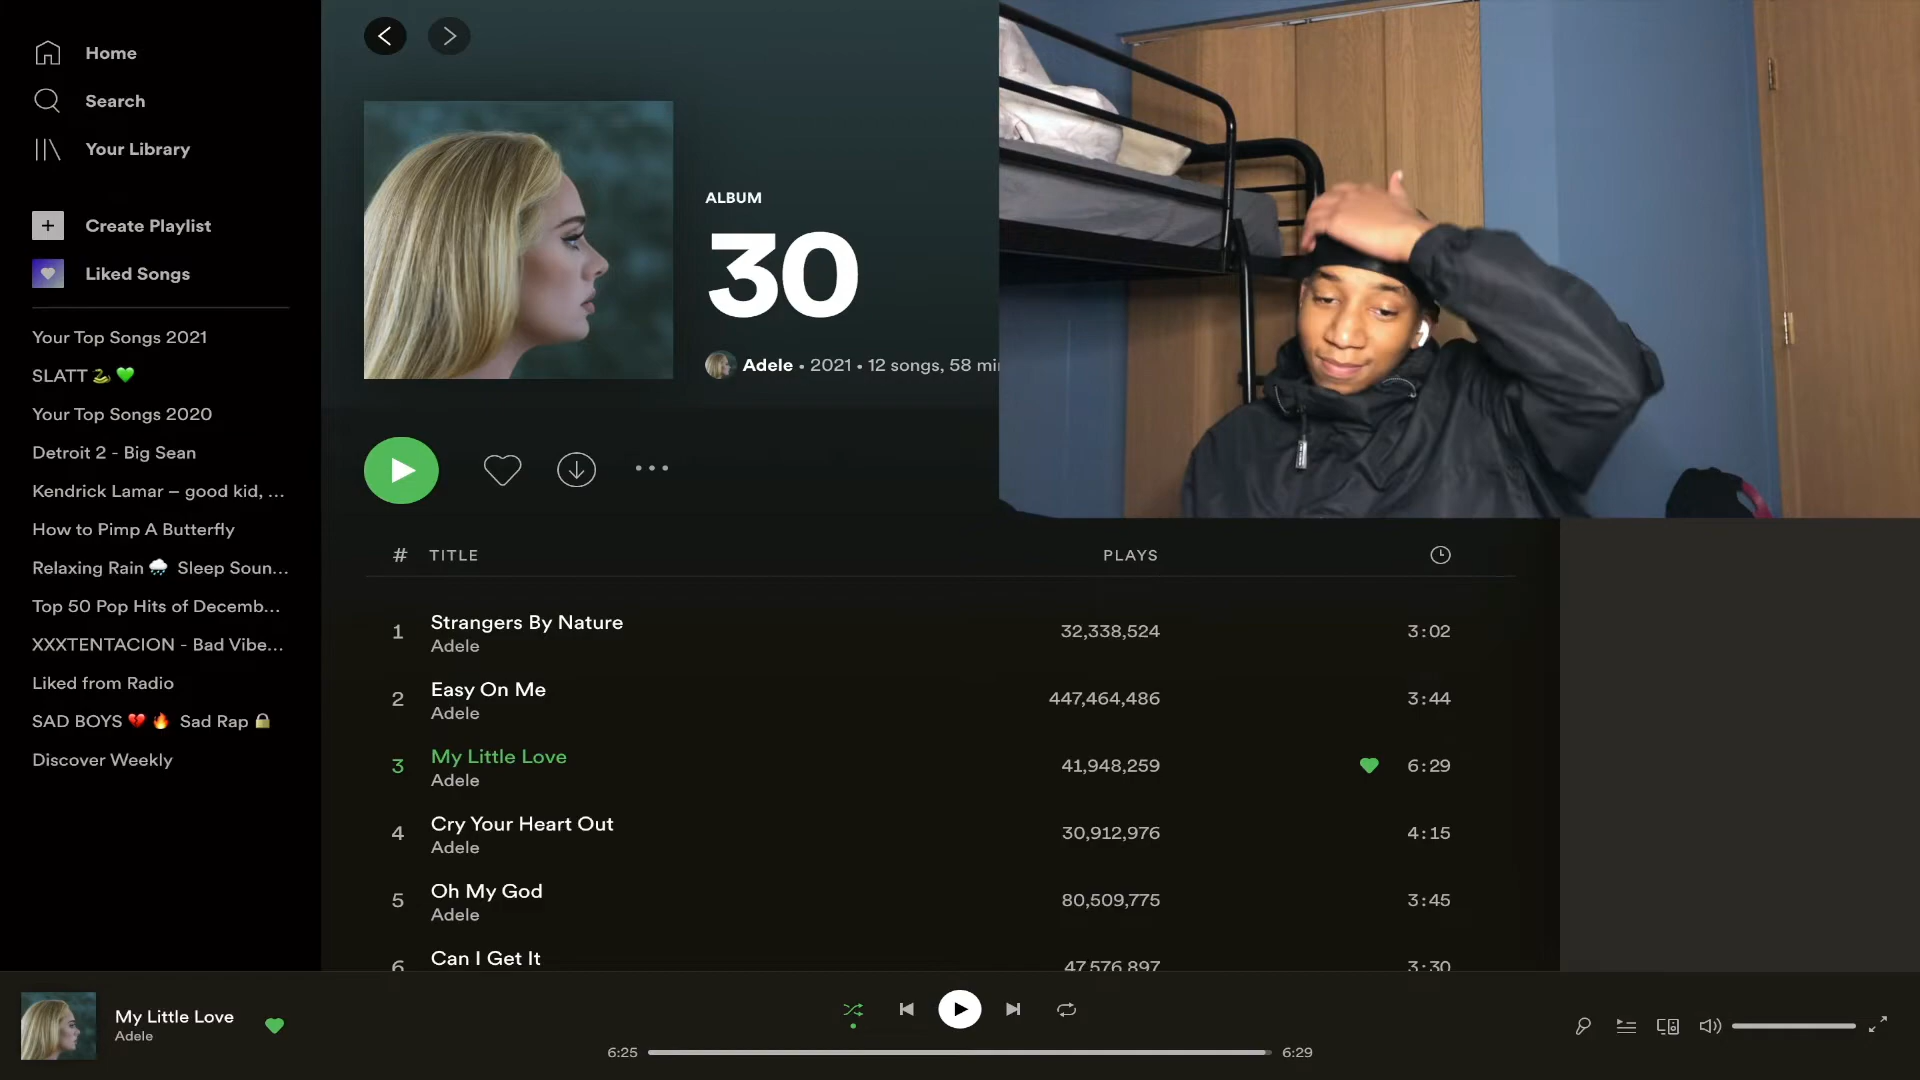 Home
Search
Your Library
Create Playlist
Liked Songs
Your Top Songs 2021
SLATT 🐍 💚
Your Top Songs 2020
Detroit 2 - Big Sean
Kendrick Lamar – good kid, ...
How to Pimp A Butterfly
Relaxing Rain 🌧 Sleep Soun...
Top 50 Pop Hits of Decemb...
XXXTENTACION - Bad Vibe...
Liked from Radio
SAD BOYS 💔 🔥 Sad Rap 🔒
Discover Weekly
ALBUM
30
Adele • 2021 • 12 songs, 58 min
# TITLE PLAYS
1 Strangers By Nature 32,338,524 3:02
Adele
2 Easy On Me 447,464,486 3:44
Adele
3 My Little Love 41,948,259 6:29
Adele
4 Cry Your Heart Out 30,912,976 4:15
Adele
5 Oh My God 80,509,775 3:45
Adele
6 Can I Get It 47,576,897 3:30
My Little Love
Adele
6:25 6:29